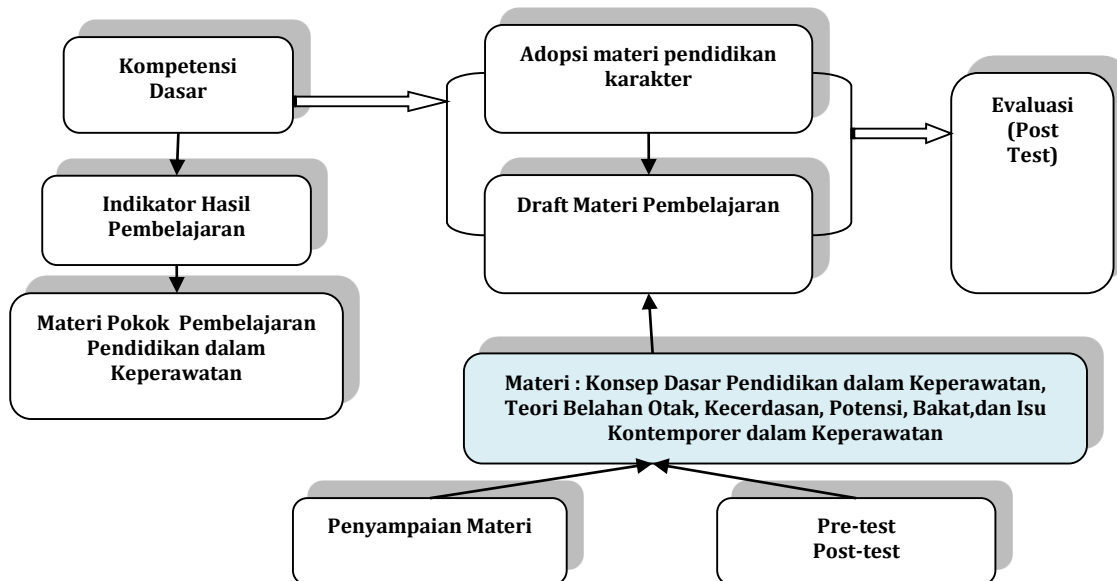 Kompetensi
Dasar
Adopsi materi pendidikan
karakter
Evaluasi
(Post
Test)
Indikator Hasil
Pembelajaran
Draft Materi Pembelajaran
Materi Pokok  Pembelajaran
Pendidikan dalam
Keperawatan
Materi : Konsep Dasar Pendidikan dalam Keperawatan,
Teori Belahan Otak, Kecerdasan, Potensi, Bakat,dan Isu
Kontemporer dalam Keperawatan
Penyampaian Materi
Pre-test
Post-test